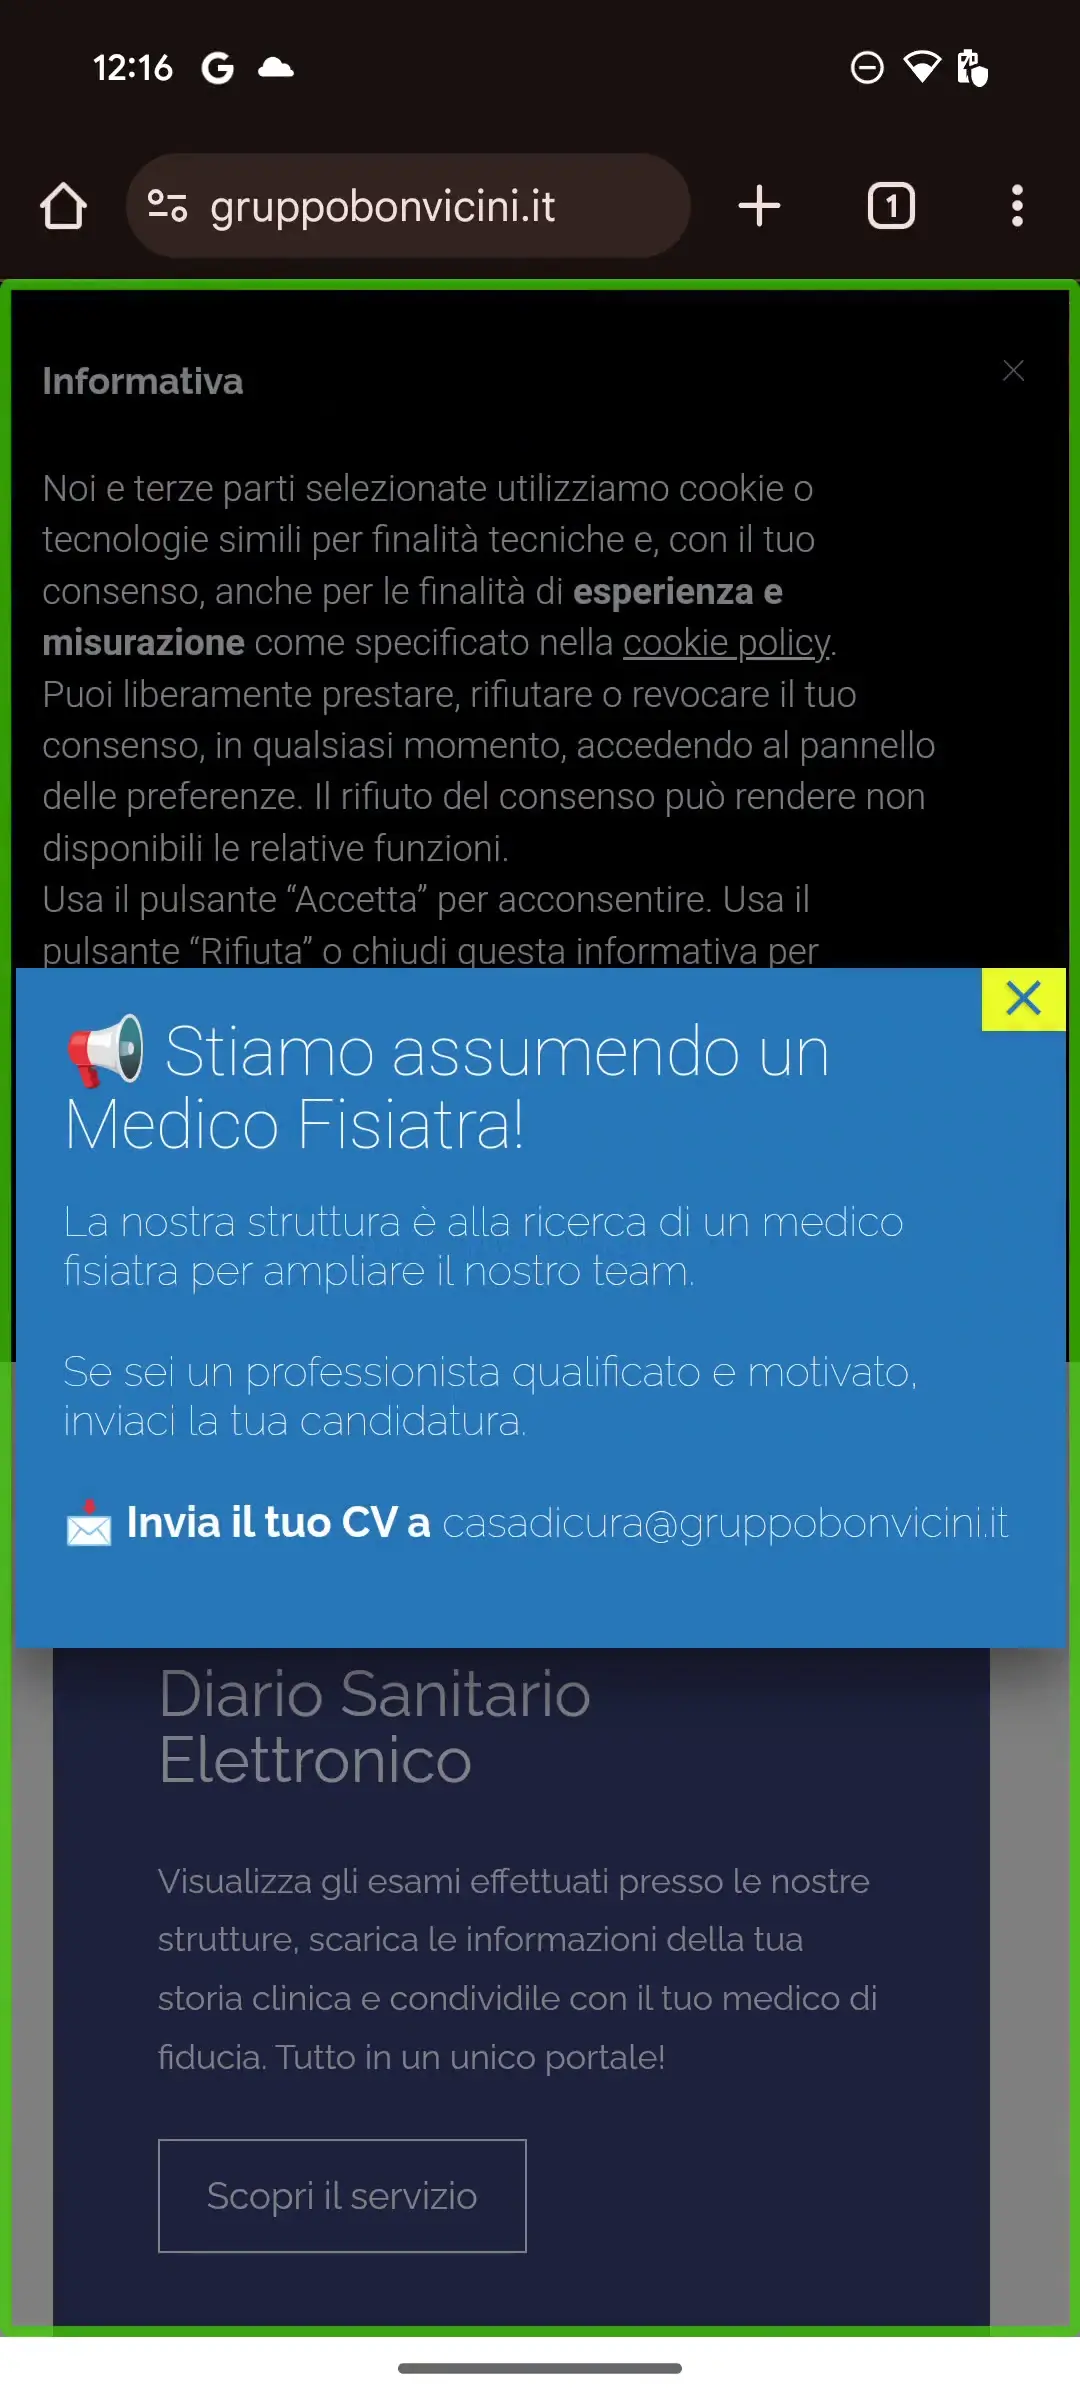 12:16
gruppobonvicini.it
1
Informativa
Noi e terze parti selezionate utilizziamo cookie o
tecnologie simili per finalità tecniche e, con il tuo
consenso, anche per le finalità di esperienza e
misurazione come specificato nella cookie policy.
Puoi liberamente prestare, rifiutare o revocare il tuo
consenso, in qualsiasi momento, accedendo al pannello
delle preferenze. Il rifiuto del consenso può rendere non
disponibili le relative funzioni.
Usa il pulsante “Accetta” per acconsentire. Usa il
pulsante “Rifiuta” o chiudi questa informativa per
📢 Stiamo assumendo un
Medico Fisiatra!
La nostra struttura è alla ricerca di un medico
fisiatra per ampliare il nostro team.
Se sei un professionista qualificato e motivato,
inviaci la tua candidatura.
📩 Invia il tuo CV a casadicura@gruppobonvicini.it
Diario Sanitario
Elettronico
Visualizza gli esami effettuati presso le nostre
strutture, scarica le informazioni della tua
storia clinica e condividile con il tuo medico di
fiducia. Tutto in un unico portale!
Scopri il servizio